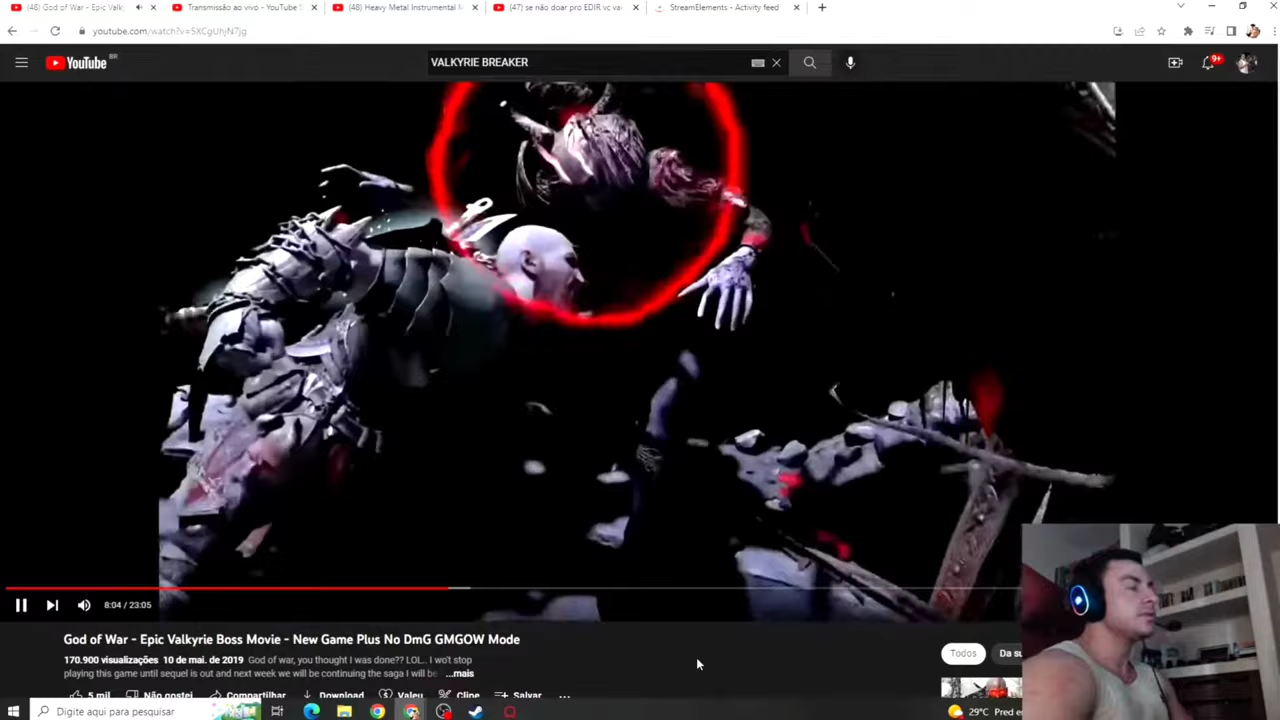 (48) God of War - Epic Valky
Transmissão ao vivo - YouTube S
(48) Heavy Metal Instrumental M
(47) se não doar pro EDIR vc vai
StreamElements - Activity feed
youtube.com/watch?v=5XCgUhjN7jg
YouTube BR
VALKYRIE BREAKER
9+
8:04 / 23:05
God of War - Epic Valkyrie Boss Movie - New Game Plus No DmG GMGOW Mode
170.900 visualizações 10 de mai. de 2019 God of war, you thought I was done?? LOL.. I wo't stop
playing this game until sequel is out and next week we will be continuing the saga I will be ...mais
Todos
Da su
5 mil Não gostei Compartilhar Download Valeu Clipe Salvar ...
Digite aqui para pesquisar
29°C Pred en